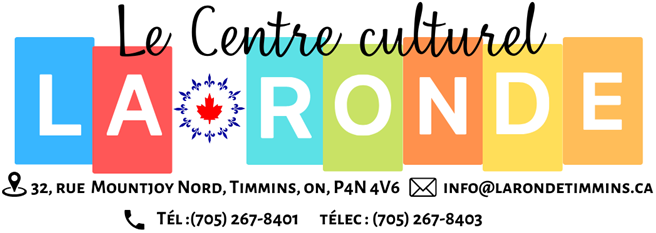 Le Centre culturel
LA RONDE
32, rue Mountjoy Nord, Timmins, on, P4N 4V6 info@larondetimmins.ca
Tél :(705) 267-8401 télec : (705) 267-8403